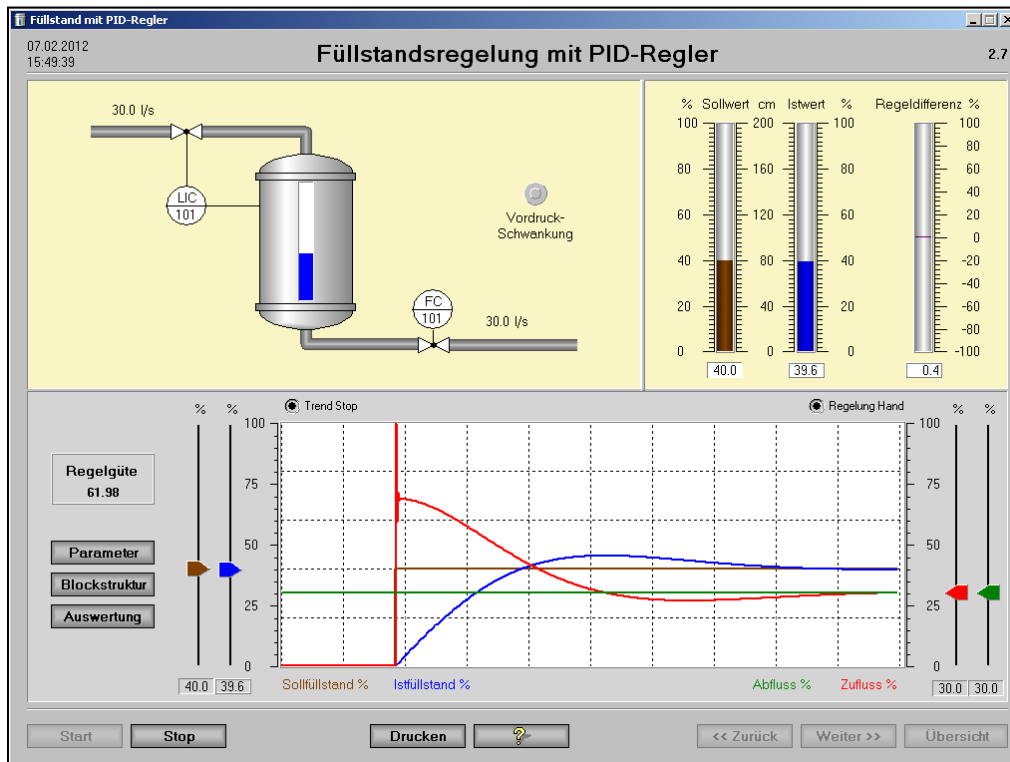 Füllstand mit PID-Regler
07.02.2012
15:49:39
Füllstandsregelung mit PID-Regler
2.7
30.0 l/s
LIC
101
Vordruck-
Schwankung
FC
101
30.0 l/s
% Sollwert cm Istwert % Regeldifferenz %
100 200 100 100
80
80 160 80 60
40
60 120 60 20
0
40 80 40 -20
-40
20 40 20 -60
-80
0 0 0 -100
40.0 39.6 0.4
Regelgüte
61.98
Parameter
Blockstruktur
Auswertung
% %
Trend Stop
Regelung Hand
% %
100 100
75 75
50 50
25 25
0 0
40.0 39.6
Sollfüllstand % Istfüllstand % Abfluss % Zufluss %
30.0 30.0
Start Stop Drucken ? << Zurück Weiter >> Übersicht